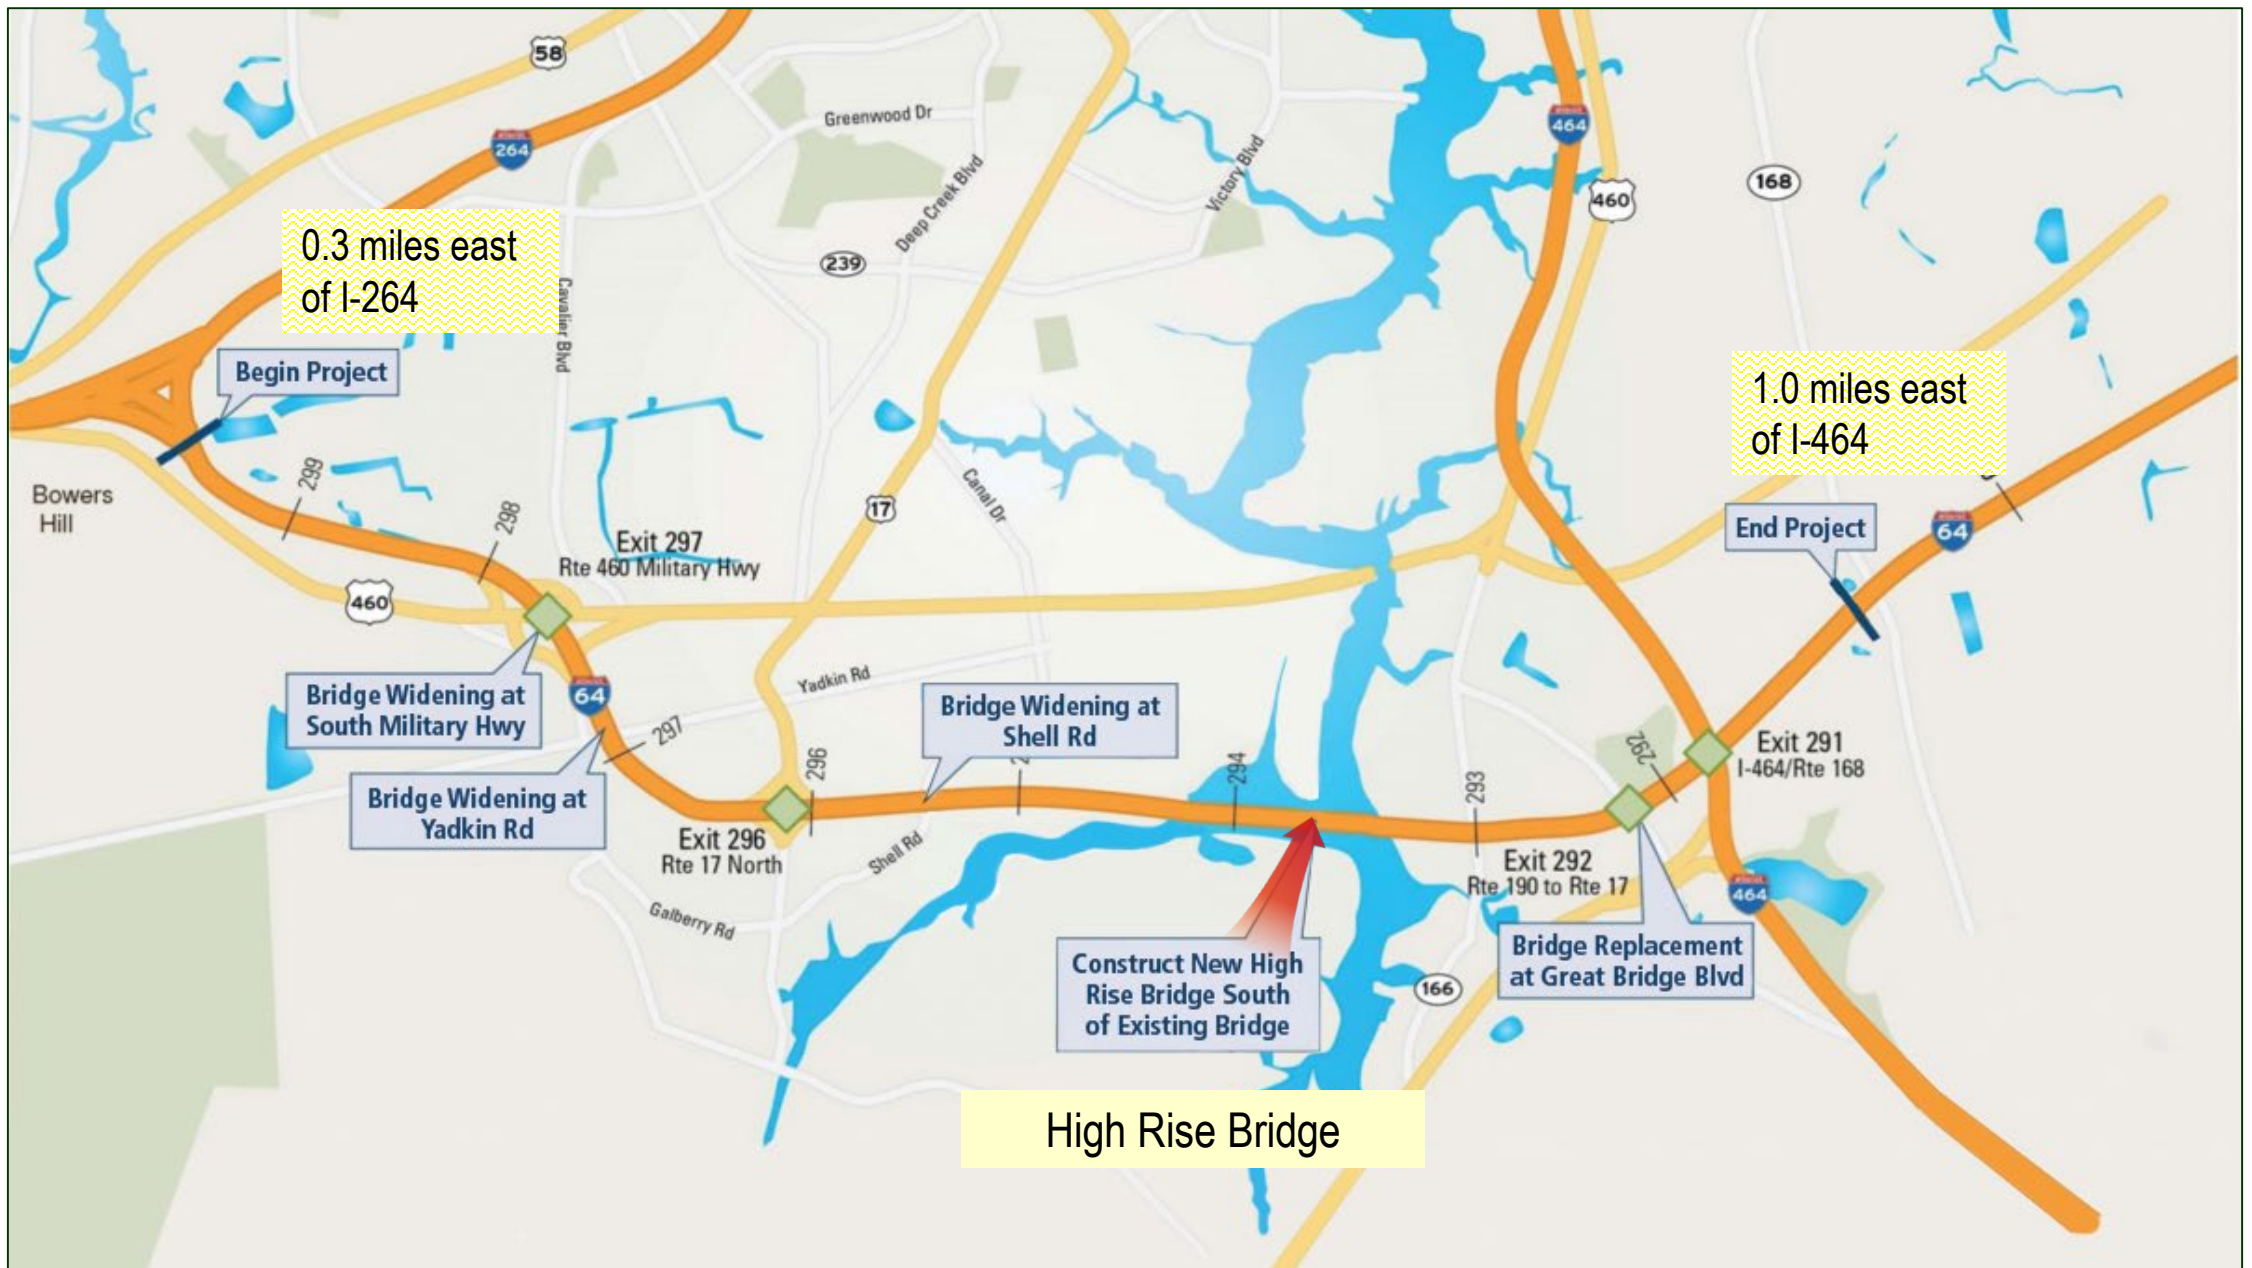 58
INTERSTATE
264
Greenwood Dr
Deep Creek Blvd
Victory Blvd
INTERSTATE
464
460
168
239
Cavalier Blvd
0.3 miles east
of I-264
Begin Project
1.0 miles east
of I-464
Bowers
Hill
299
298
17
Canal Dr
Exit 297
Rte 460 Military Hwy
460
End Project
64
Bridge Widening at
South Military Hwy
64
297
Yadkin Rd
Bridge Widening at
Shell Rd
Bridge Widening at
Yadkin Rd
296
Exit 296
Rte 17 North
Shell Rd
Galberry Rd
294
293
292
Exit 291
I-464/Rte 168
Exit 292
Rte 190 to Rte 17
464
Construct New High
Rise Bridge South
of Existing Bridge
166
Bridge Replacement
at Great Bridge Blvd
High Rise Bridge